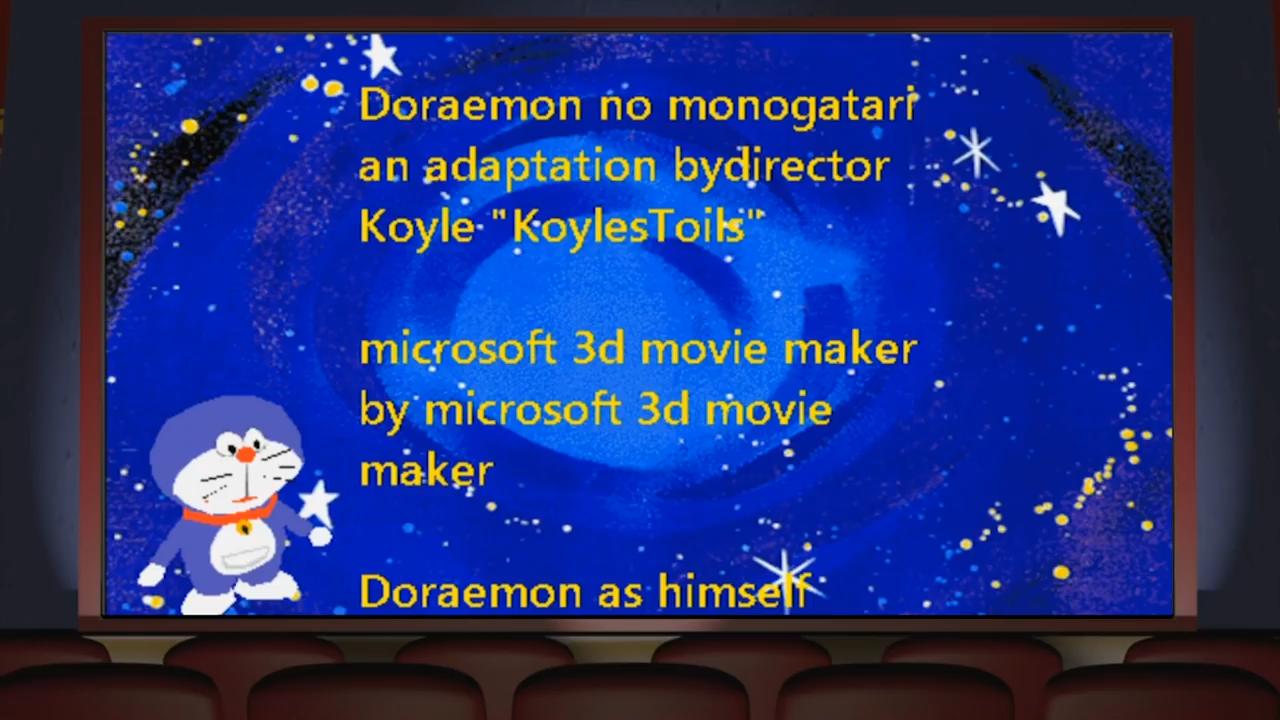 Doraemon no monogatari
an adaptation bydirector
Koyle "KoylesToils"
microsoft 3d movie maker
by microsoft 3d movie
maker
Doraemon as himself